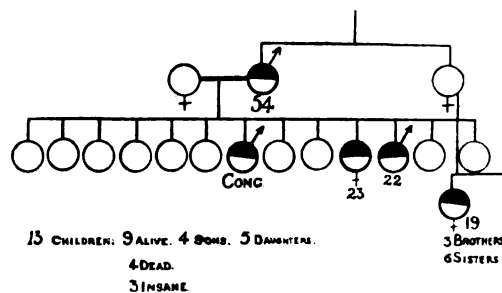 54
CONG
23 22
19
13 CHILDREN: 9 ALIVE. 4 SONS. 5 DAUGHTERS.
4 DEAD.
3 INSANE
3 BROTHERS
6 SISTERS